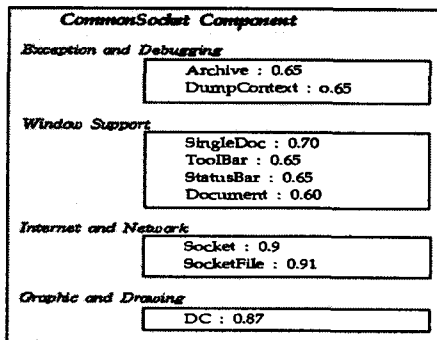 CommonSocket Component
Exception and Debugging
Archive : 0.65
DumpContext : o.65
Window Support
SingleDoc : 0.70
ToolBar : 0.65
StatusBar : 0.65
Document : 0.60
Internet and Network
Socket : 0.9
SocketFile : 0.91
Graphic and Drawing
DC : 0.87